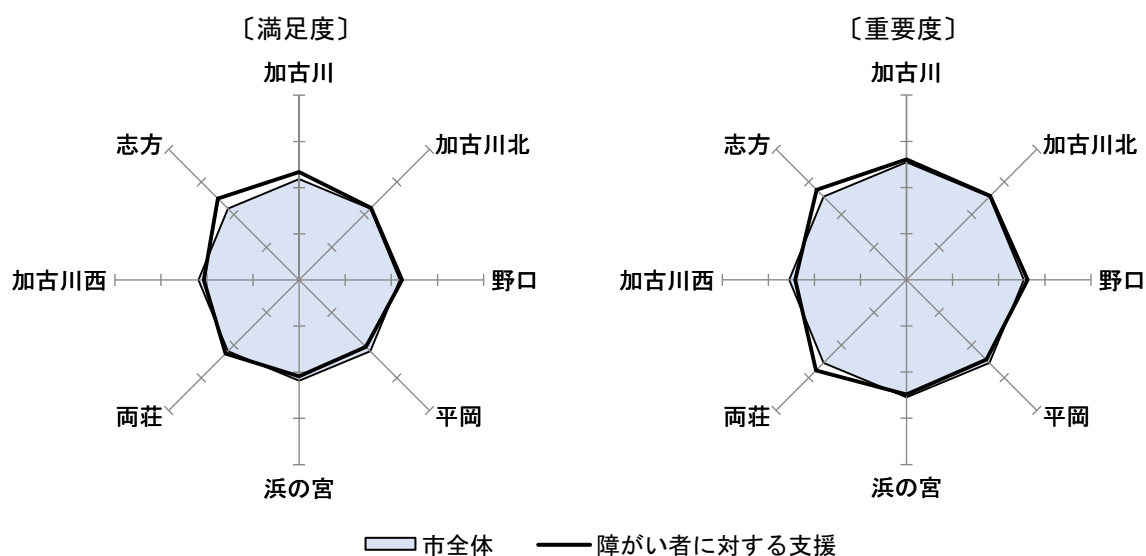 〔満足度〕
加古川
加古川北
野口
平岡
浜の宮
両荘
加古川西
志方
〔重要度〕
加古川
加古川北
野口
平岡
浜の宮
両荘
加古川西
志方
市全体
障がい者に対する支援